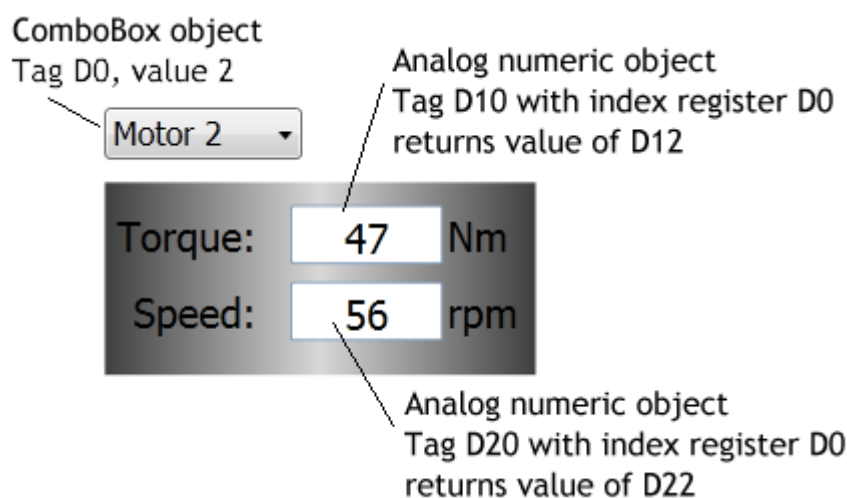 ComboBox object
Tag D0, value 2
Analog numeric object
Tag D10 with index register D0
returns value of D12
Motor 2
Torque: 47 Nm
Speed: 56 rpm
Analog numeric object
Tag D20 with index register D0
returns value of D22